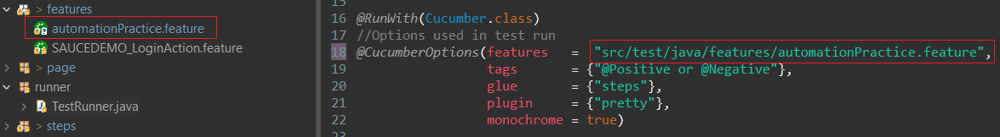 > features
automationPractice.feature
SAUCEDEMO_LoginAction.feature
> page
runner
TestRunner.java
> steps
16 @RunWith(Cucumber.class)
17 //Options used in test run
18 @CucumberOptions(features = "src/test/java/features/automationPractice.feature",
19 tags = {"@Positive or @Negative"},
20 glue = {"steps"},
21 plugin = {"pretty"},
22 monochrome = true)
23